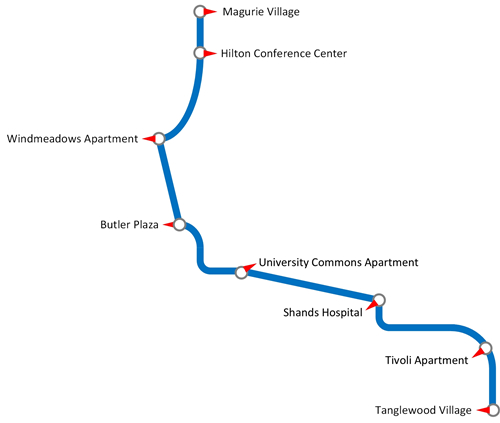 Magurie Village
Hilton Conference Center
Windmeadows Apartment
Butler Plaza
University Commons Apartment
Shands Hospital
Tivoli Apartment
Tanglewood Village